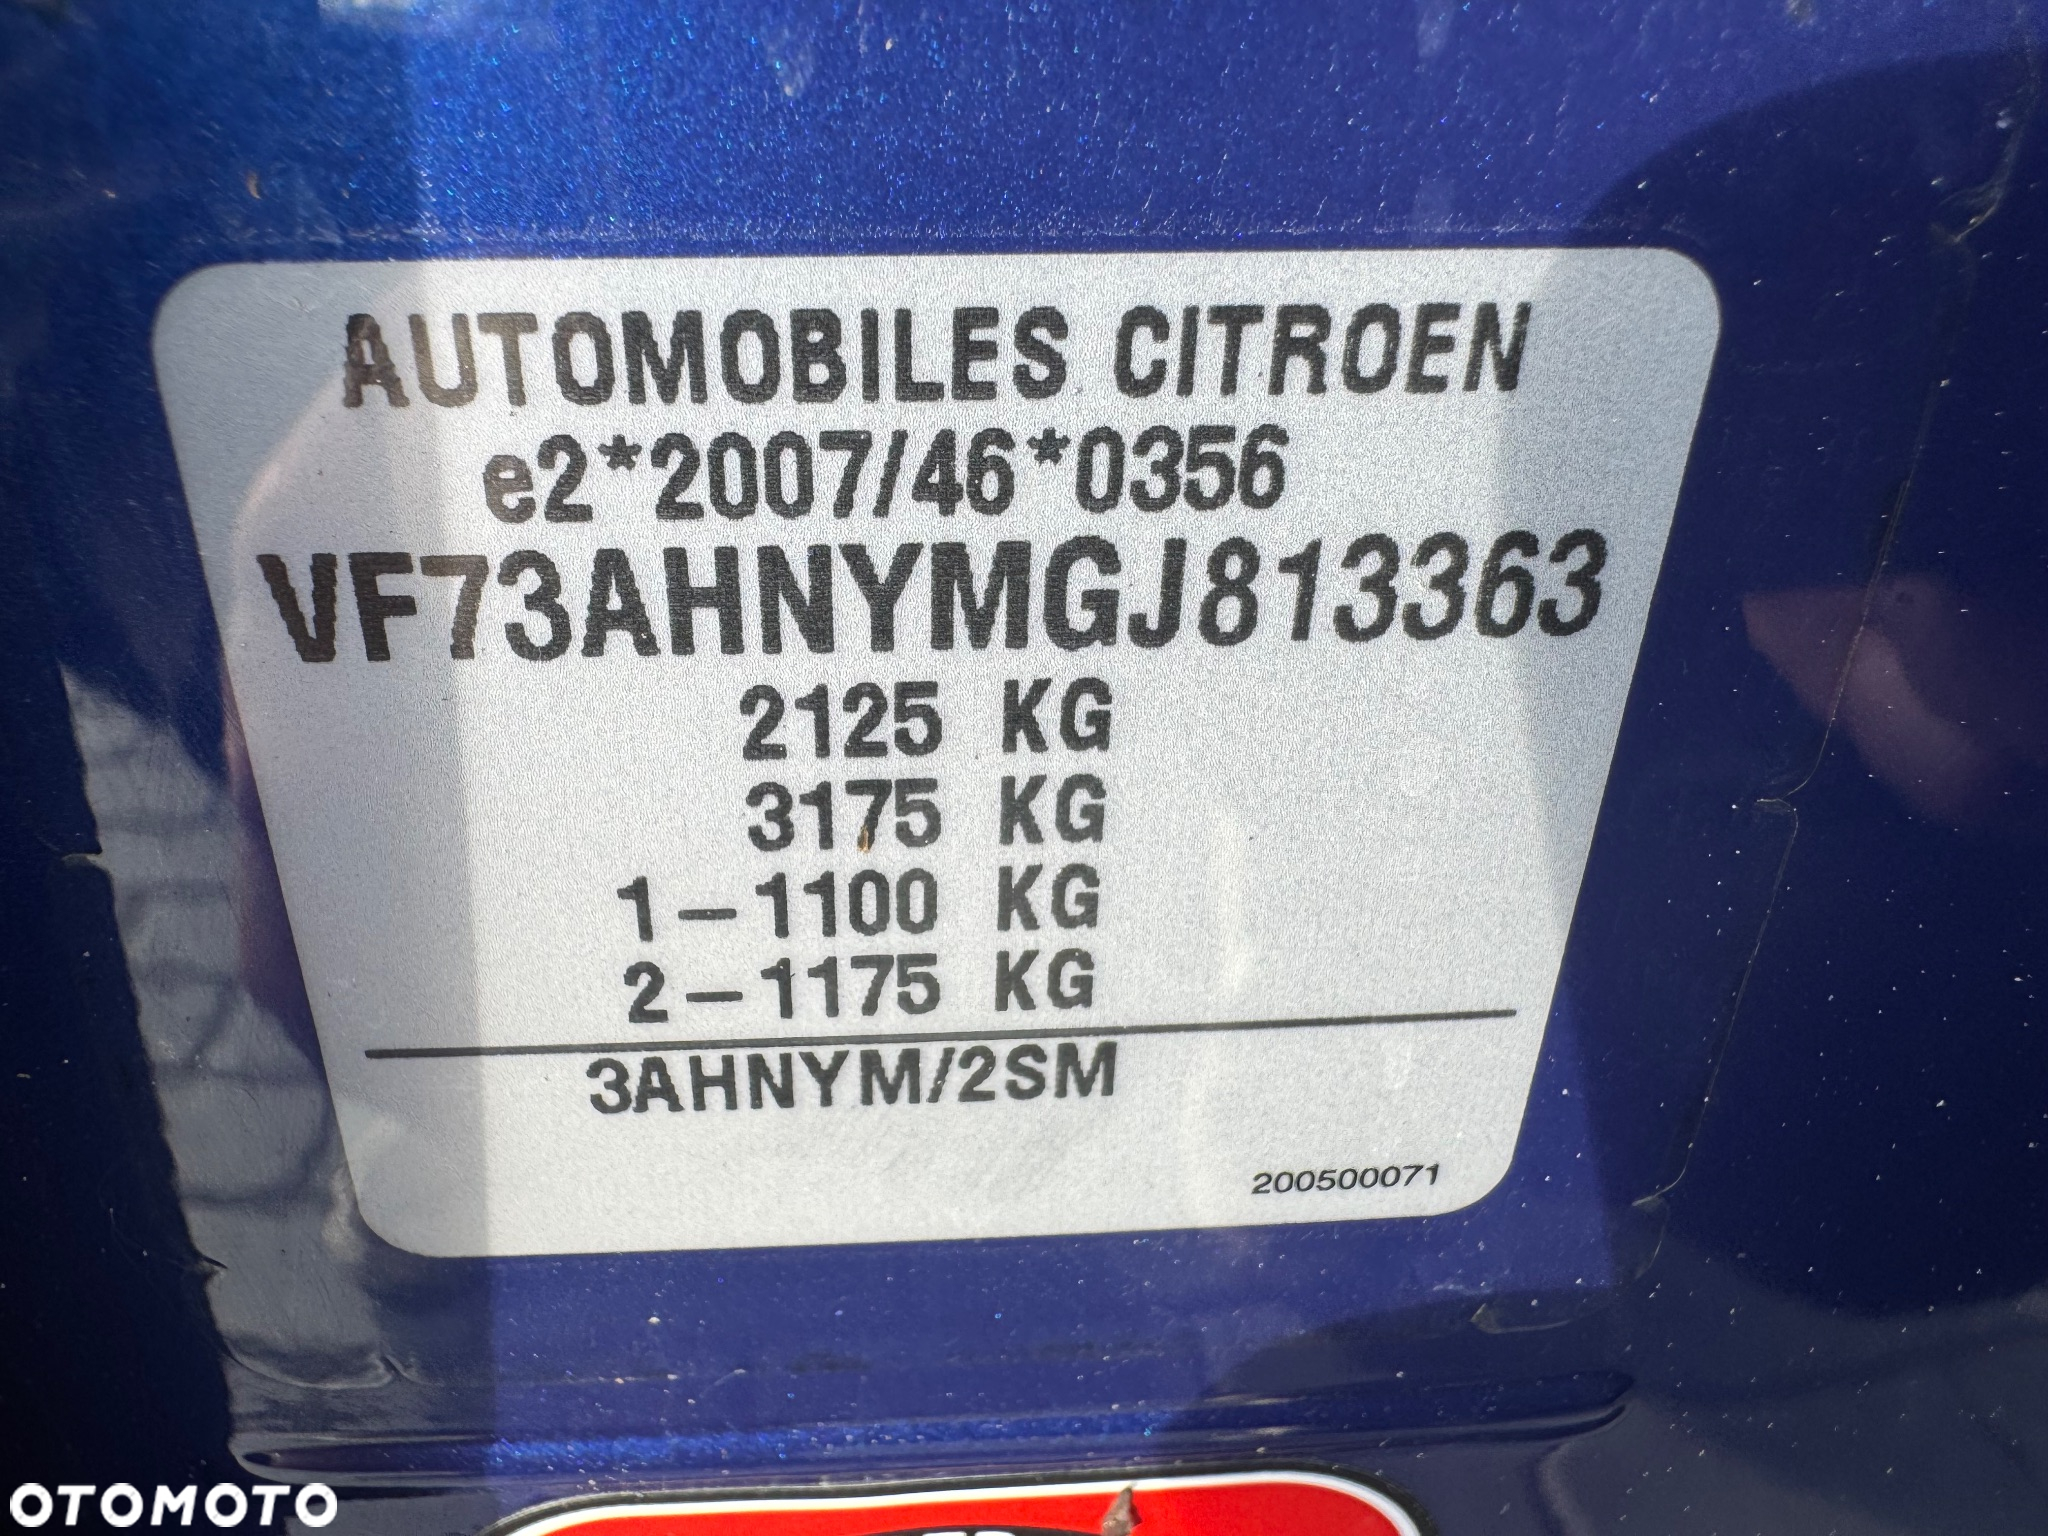 AUTOMOBILES CITROEN
e2*2007/46*0356
VF73AHNYMGJ813363
2125 KG
3175 KG
1-1100 KG
2-1175 KG
3AHNYM/2SM
200500071
OTOMOTO